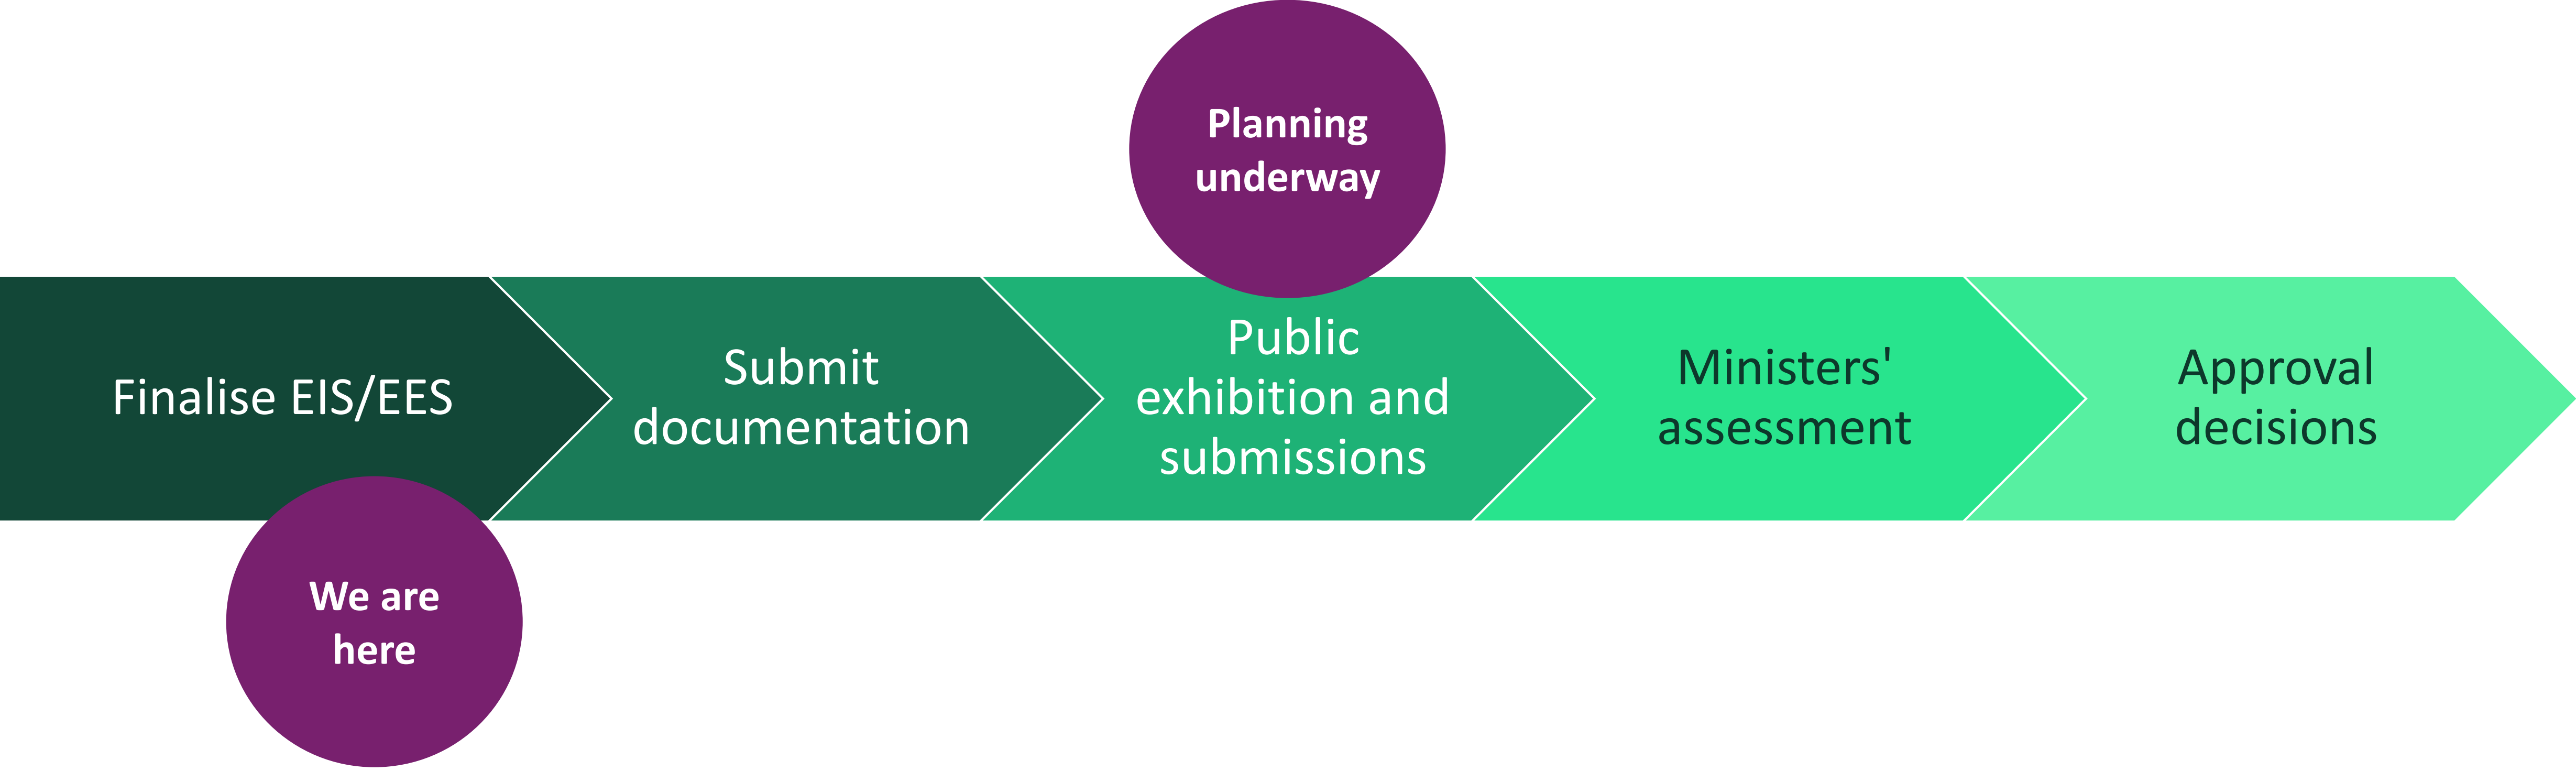 Planning
underway
Finalise EIS/EES
Submit
documentation
Public
exhibition and
submissions
Ministers'
assessment
Approval
decisions
We are
here